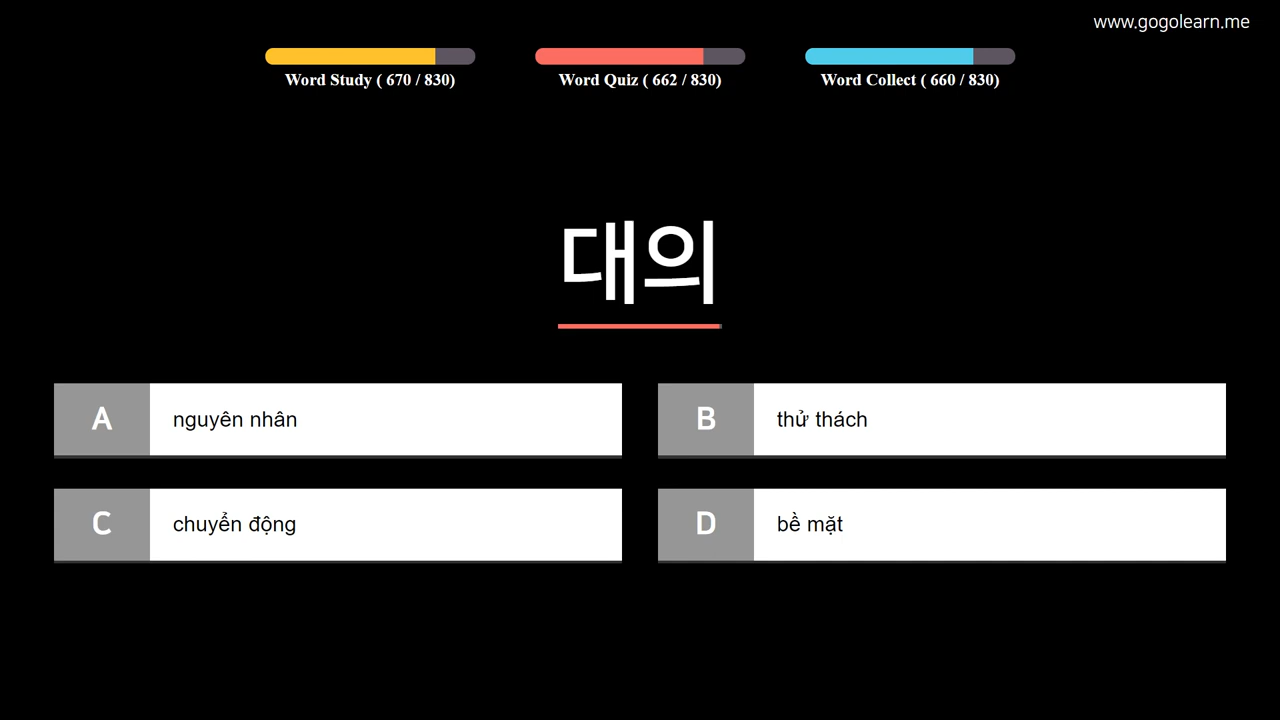 www.gogolearn.me
Word Study ( 670 / 830)
Word Quiz ( 662 / 830)
Word Collect ( 660 / 830)
대의
A nguyên nhân
B thử thách
C chuyển động
D bề mặt